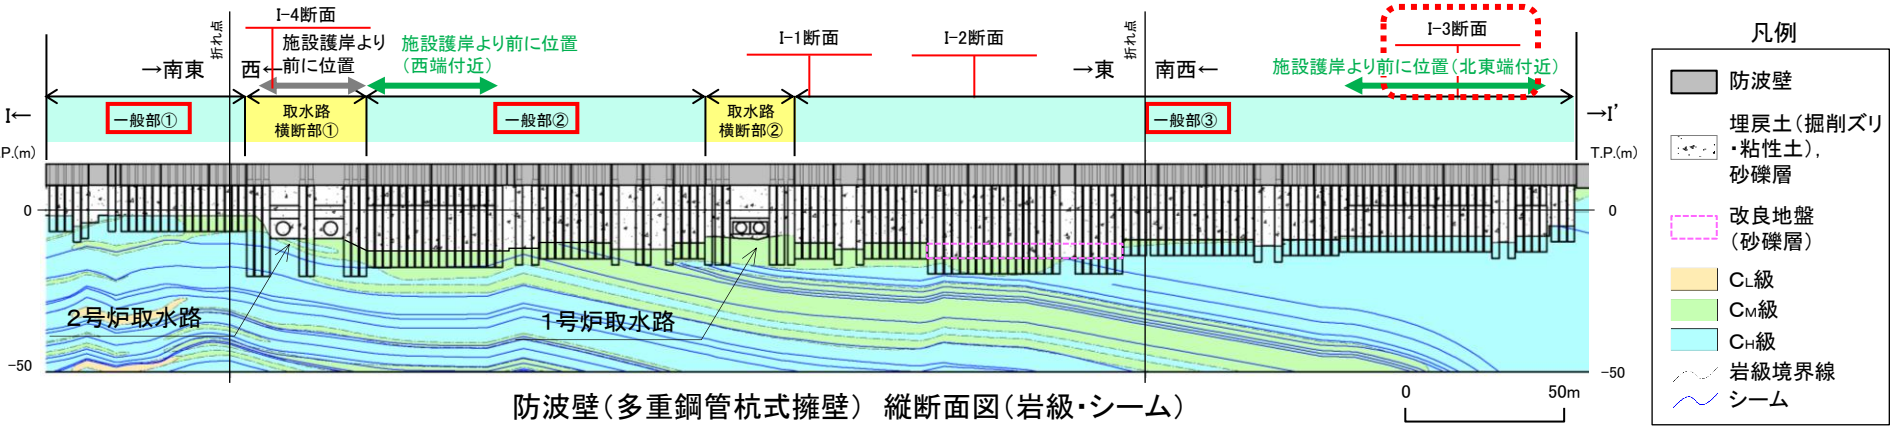 I-4断面
折れ点
施設護岸より
前に位置
施設護岸より前に位置
(西端付近)
I-1断面
I-2断面
折れ点
I-3断面
施設護岸より前に位置(北東端付近)
→南東
西←
→東
南西←
I←
一般部①
取水路
横断部①
一般部②
取水路
横断部②
一般部③
→I'
.P.(m)
T.P.(m)
0
0
2号炉取水路
1号炉取水路
-50
-50
防波壁(多重鋼管杭式擁壁) 縦断面図(岩級・シーム)
0
50m
凡例
防波壁
埋戻土(掘削ズリ
・粘性土),
砂礫層
改良地盤
(砂礫層)
CL級
CM級
CH級
岩級境界線
シーム